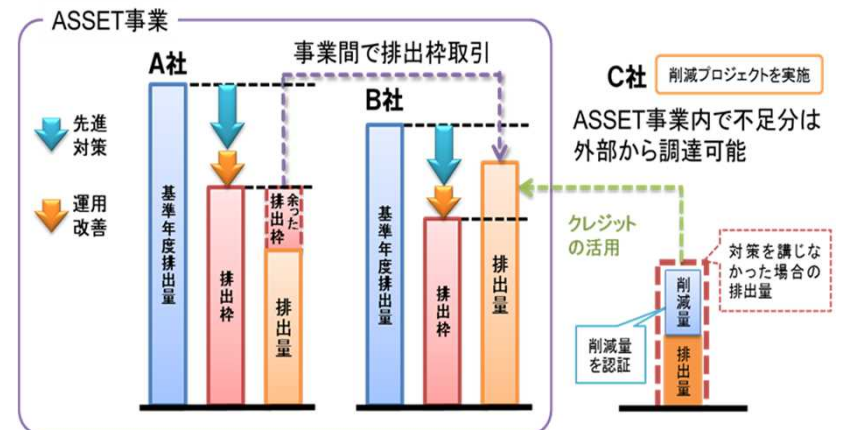 ASSET事業
A社
事業間で排出枠取引
B社
C社
削減プロジェクトを実施
ASSET事業内で不足分は
外部から調達可能
先進
対策
運用
改善
基準年度排出量
排出枠
余った
排出枠
排出量
基準年度排出量
排出枠
排出量
クレジット
の活用
対策を講じな
かった場合の
排出量
削減量
を認証
削減量
排出量